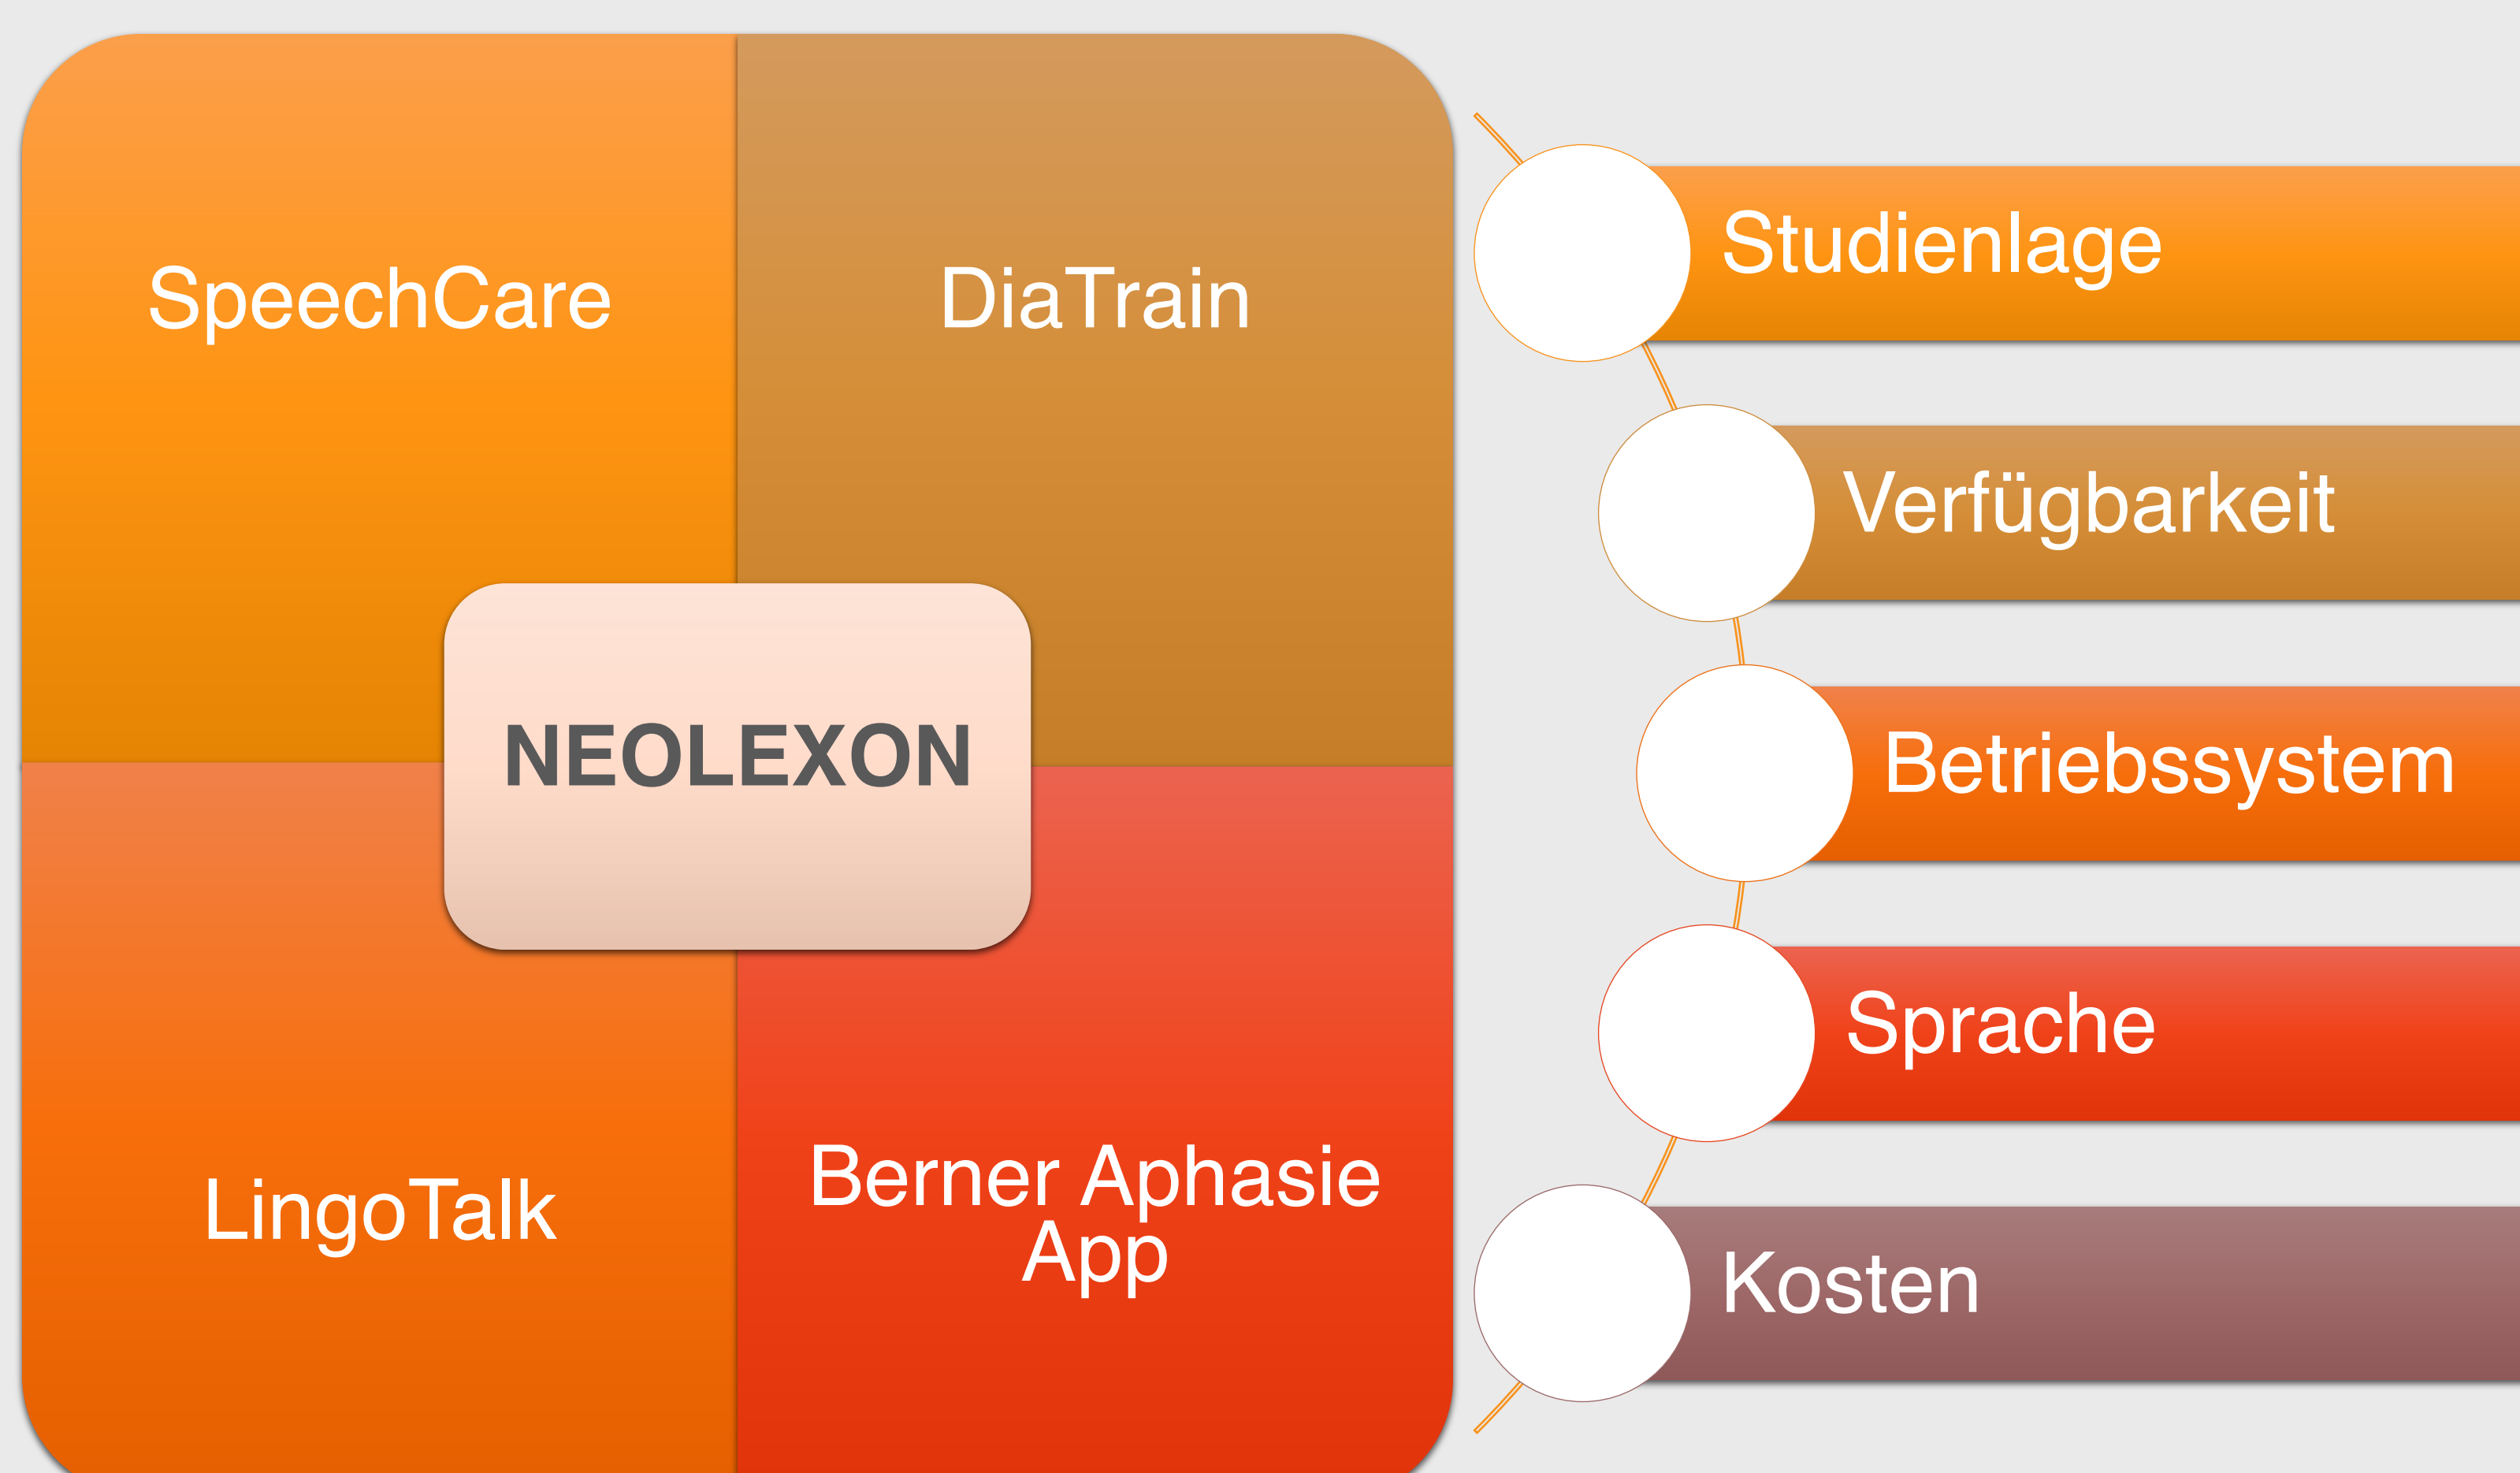 SpeechCare
DiaTrain
NEOLEXON
LingoTalk
Berner Aphasie
App
Studienlage
Verfügbarkeit
Betriebssystem
Sprache
Kosten